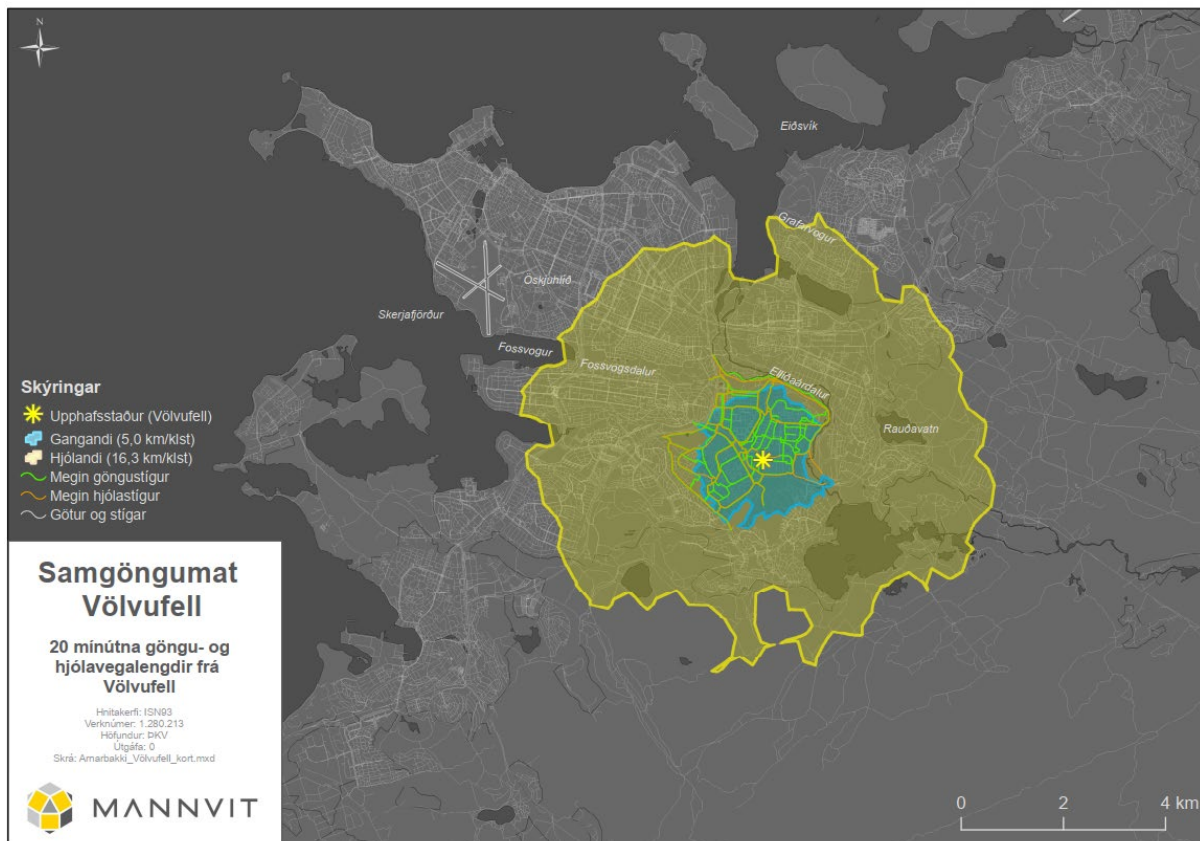 N
Eiðsvík
Grafarvogur
Öskjuhlíð
Skerjafjörður
Fossvogur
Fossvogsdalur
Elliðaárdalur
Rauðavatn
Skýringar
Upphafsstaður (Völvufell)
Gangandi (5,0 km/klst)
Hjólandi (16,3 km/klst)
Megin göngustígur
Megin hjólastígur
Götur og stígar
Samgöngumat
Völvufell
20 mínútna göngu- og
hjólavegalengdir frá
Völvufell
Hnitakerfi: ISN93
Verknúmer: 1.280.213
Höfundur: ÞKV
Útgáfa: 0
Skrá: Arnarbakki_Völvufell_kort.mxd
MANNVIT
0 2 4 km